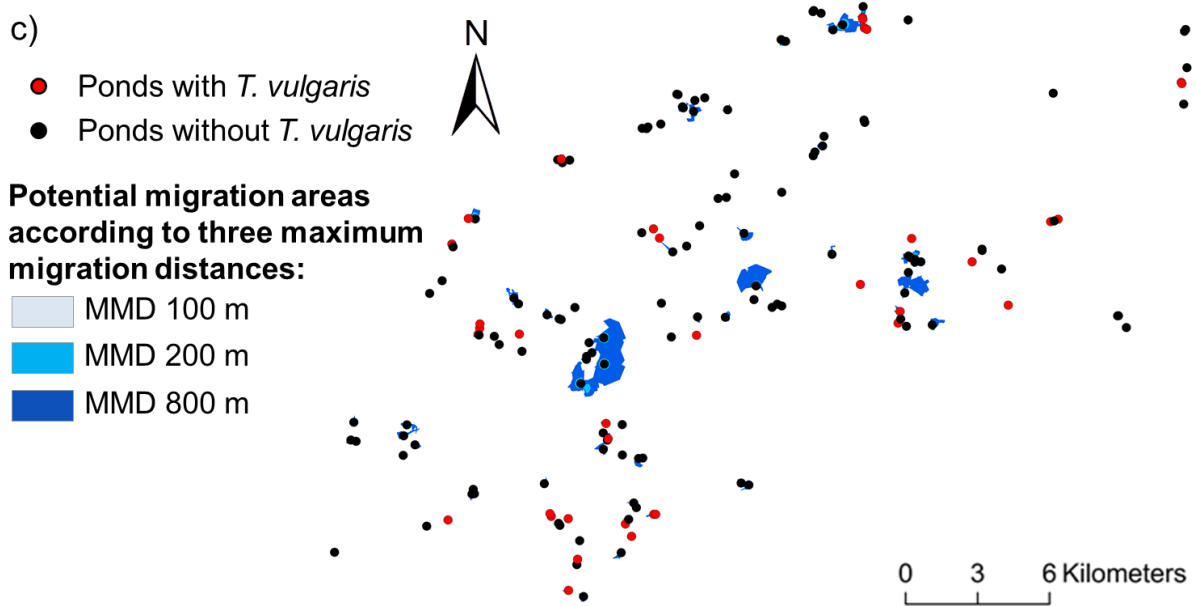 c)
N
Ponds with T. vulgaris
Ponds without T. vulgaris
Potential migration areas
according to three maximum
migration distances:
MMD 100 m
MMD 200 m
MMD 800 m
0 3 6 Kilometers